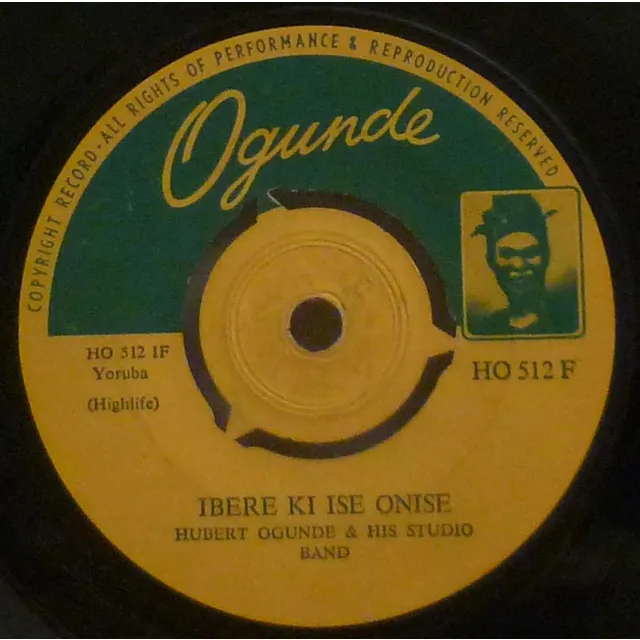 COPYRIGHT RECORD-ALL RIGHTS OF PERFORMANCE & REPRODUCTION RESERVED
Ogunde
HO 512 1F
Yoruba
(Highlife)
HO 512 F
IBERE KI ISE ONISE
HUBERT OGUNDE & HIS STUDIO
BAND